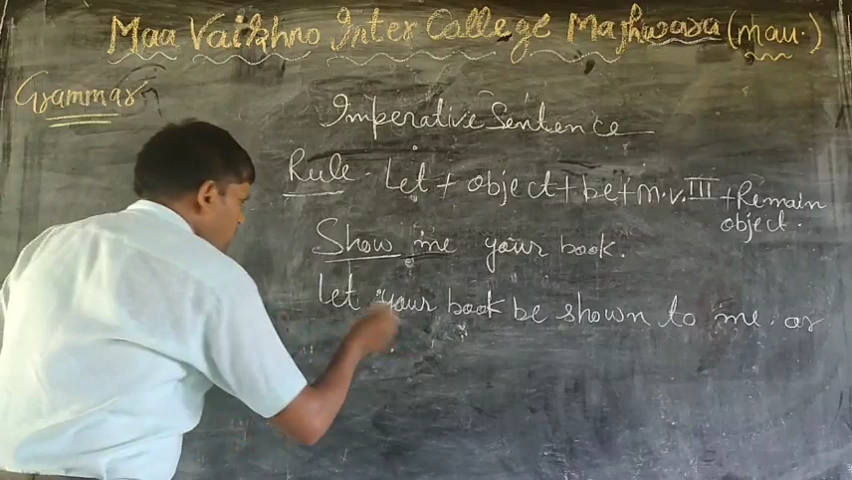 Maa Vaishno Inter College Majhwara (mau.)
Grammar
Imperative Sentence
Rule. Let + object + be + m.v. III + Remain object.
Show me your book.
Let your book be shown to me. or